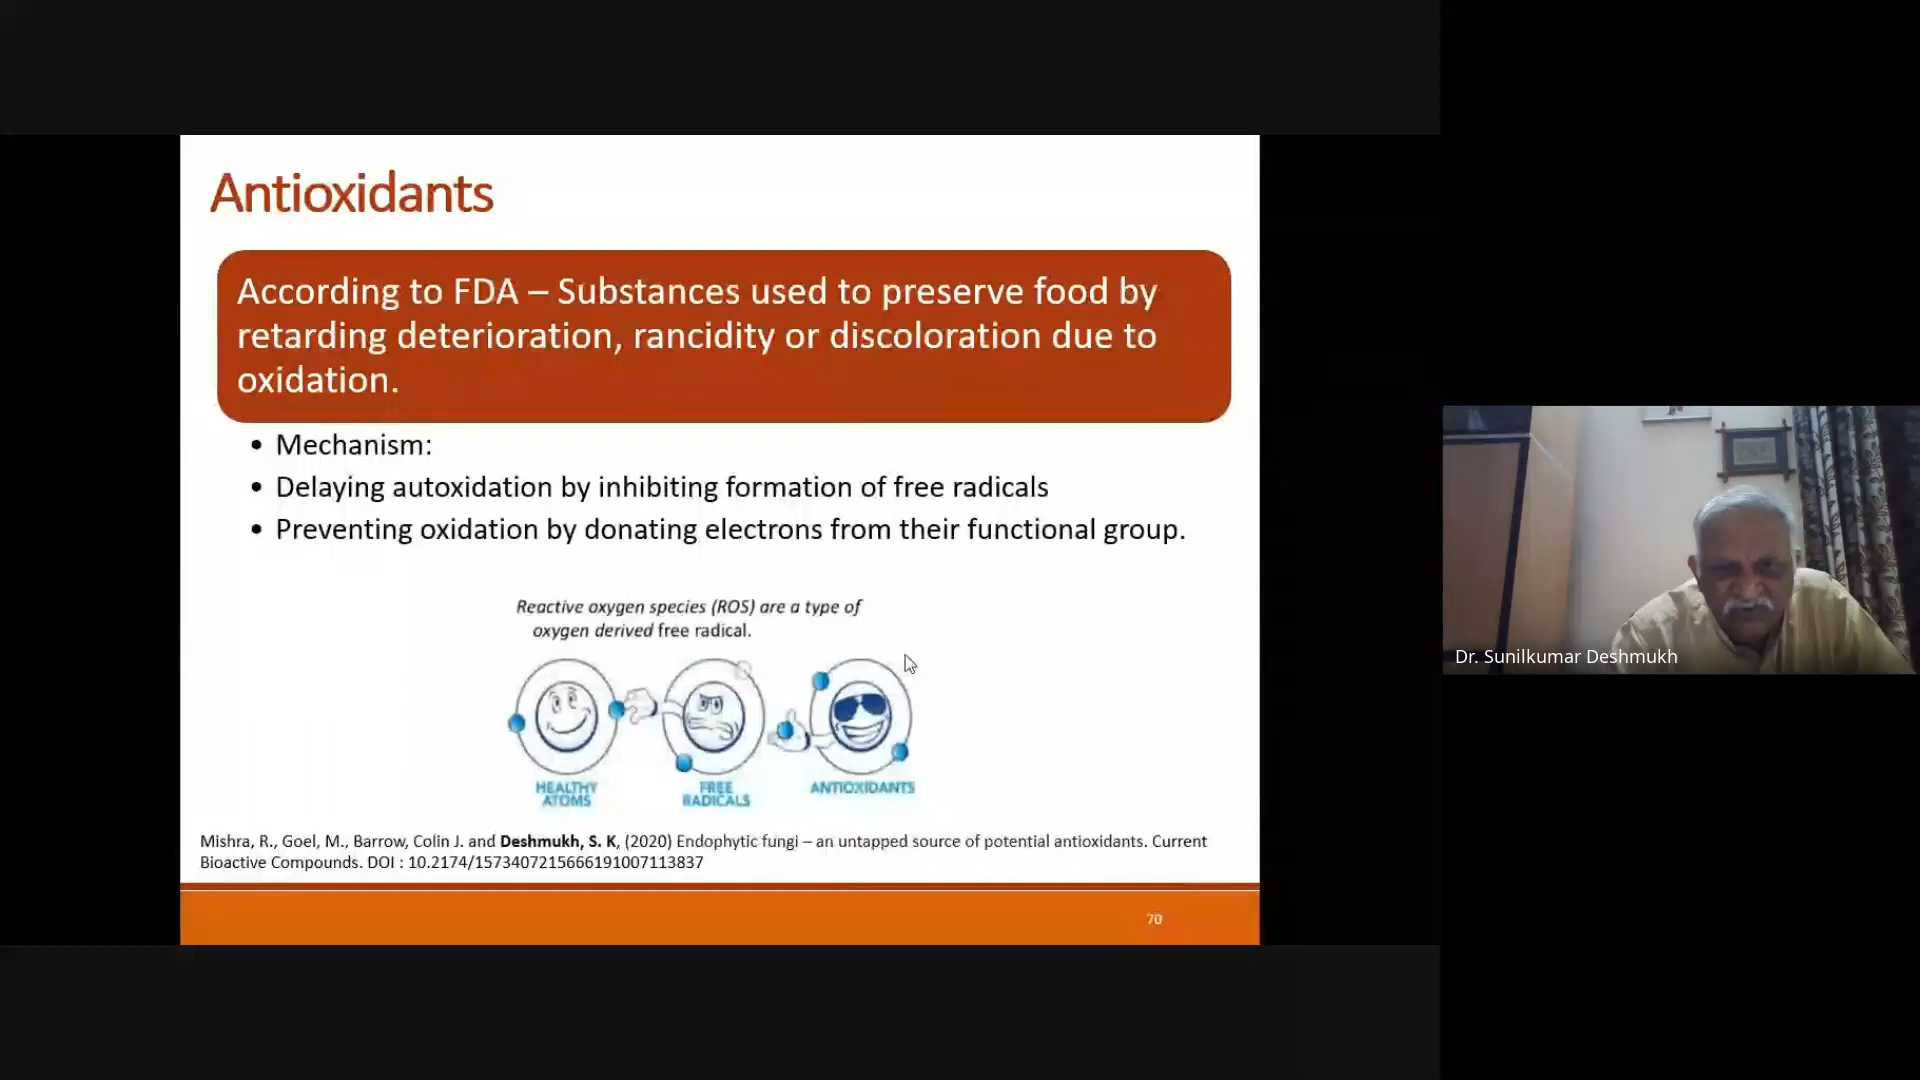 Antioxidants
According to FDA – Substances used to preserve food by
retarding deterioration, rancidity or discoloration due to
oxidation.
• Mechanism:
• Delaying autoxidation by inhibiting formation of free radicals
• Preventing oxidation by donating electrons from their functional group.
Reactive oxygen species (ROS) are a type of
oxygen derived free radical.
HEALTHY
ATOMS
FREE
RADICALS
ANTIOXIDANTS
Mishra, R., Goel, M., Barrow, Colin J. and Deshmukh, S. K, (2020) Endophytic fungi – an untapped source of potential antioxidants. Current
Bioactive Compounds. DOI : 10.2174/1573407215666191007113837
70
Dr. Sunilkumar Deshmukh